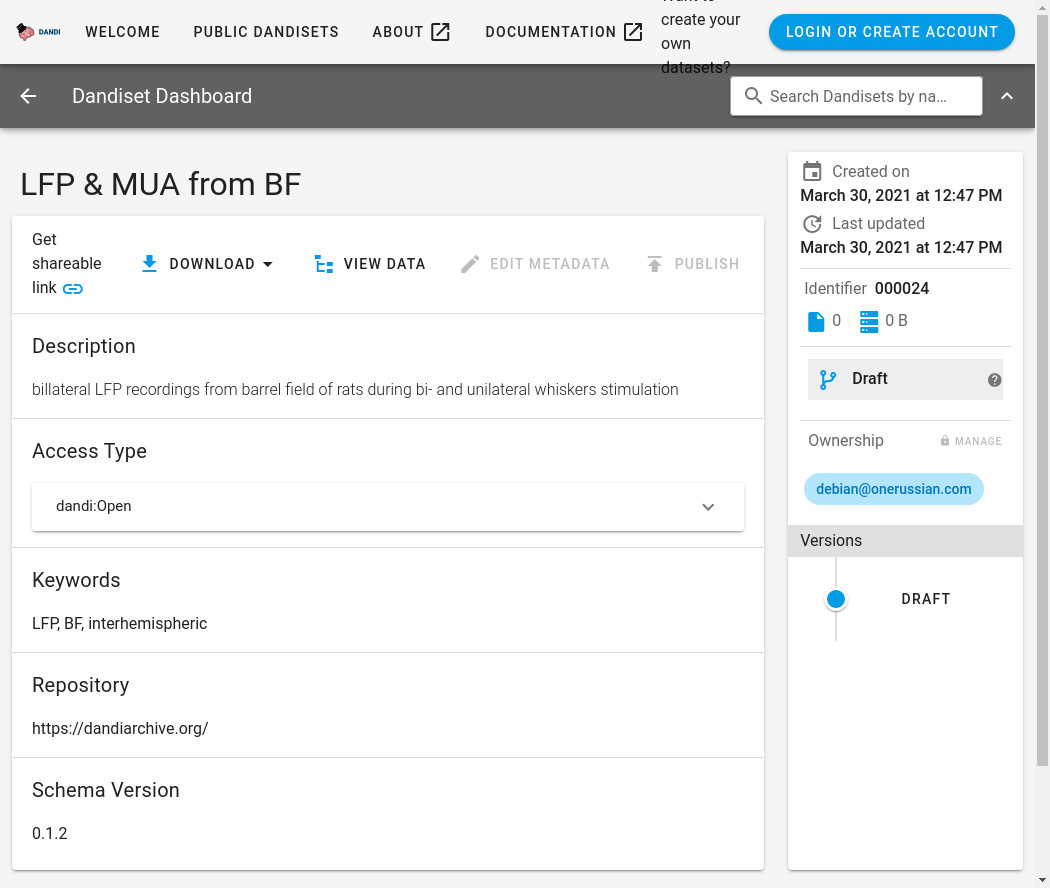 DANDI
WELCOME
PUBLIC DANDISETS
ABOUT
DOCUMENTATION
create your
own
datasets?
LOGIN OR CREATE ACCOUNT
Dandiset Dashboard
Search Dandisets by na...
LFP & MUA from BF
Get
shareable
link
DOWNLOAD
VIEW DATA
EDIT METADATA
PUBLISH
Description
billateral LFP recordings from barrel field of rats during bi- and unilateral whiskers stimulation
Access Type
dandi:Open
Keywords
LFP, BF, interhemispheric
Repository
https://dandiarchive.org/
Schema Version
0.1.2
Created on
March 30, 2021 at 12:47 PM
Last updated
March 30, 2021 at 12:47 PM
Identifier 000024
0 0 B
Draft
Ownership MANAGE
debian@onerussian.com
Versions
DRAFT